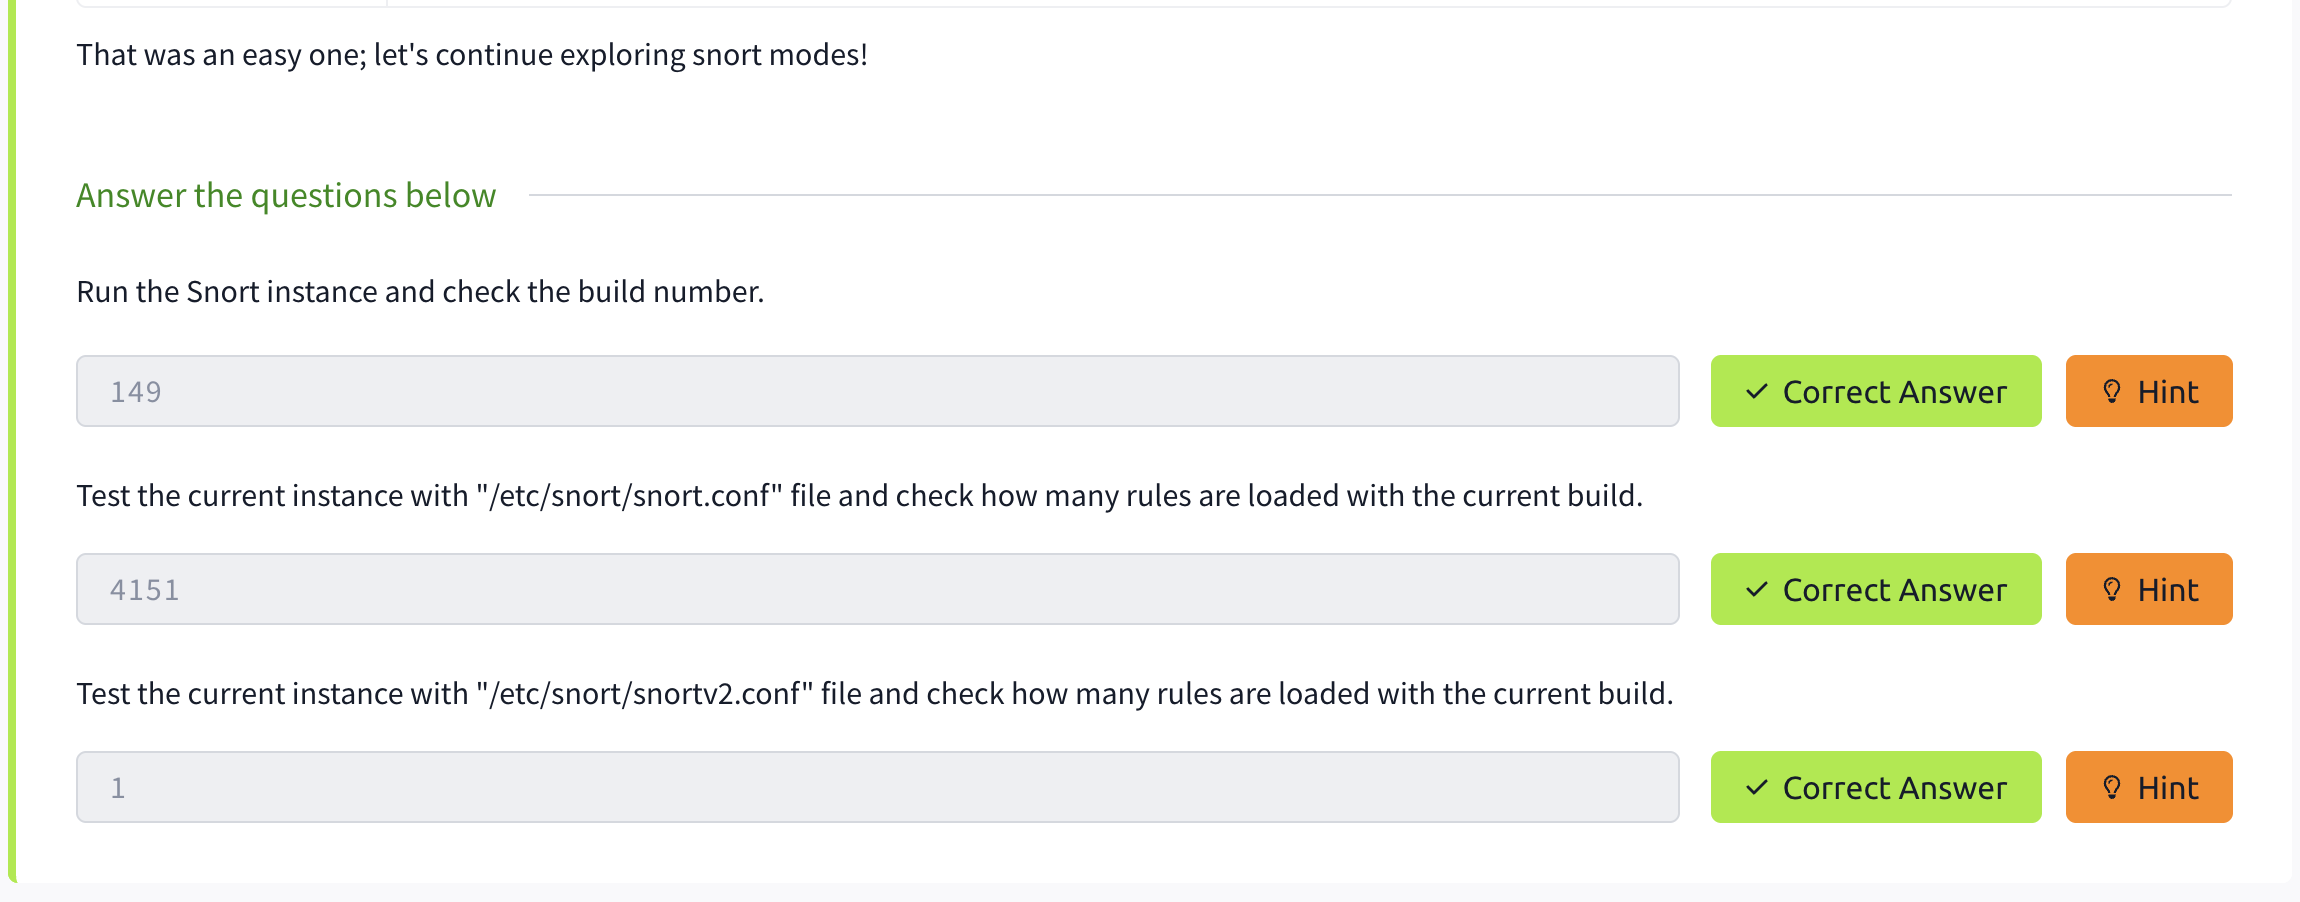 That was an easy one; let's continue exploring snort modes!
Answer the questions below
Run the Snort instance and check the build number.
149
Correct Answer
Hint
Test the current instance with "/etc/snort/snort.conf" file and check how many rules are loaded with the current build.
4151
Correct Answer
Hint
Test the current instance with "/etc/snort/snortv2.conf" file and check how many rules are loaded with the current build.
1
Correct Answer
Hint